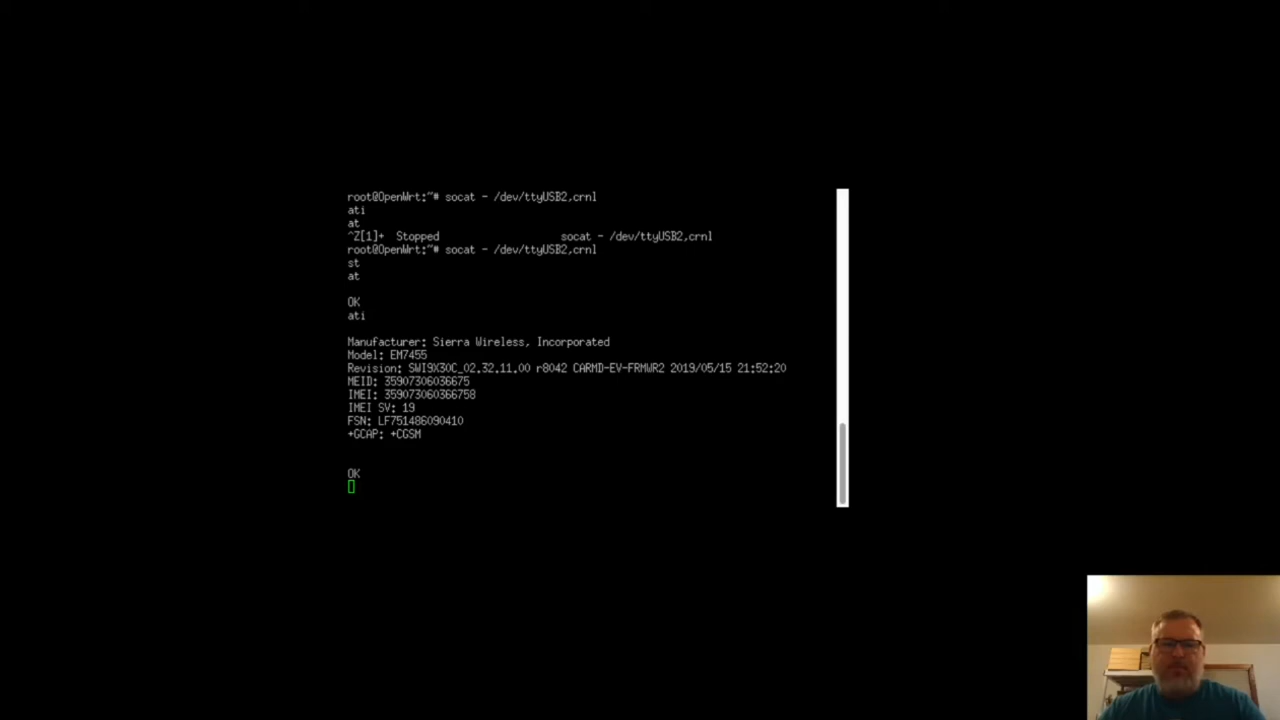 root@OpenWrt:~# socat - /dev/ttyUSB2,crnl
ati
at
^Z[1]+  Stopped                    socat - /dev/ttyUSB2,crnl
root@OpenWrt:~# socat - /dev/ttyUSB2,crnl
st
at
OK
ati
Manufacturer: Sierra Wireless, Incorporated
Model: EM7455
Revision: SWI9X30C_02.32.11.00 r8042 CARMD-EV-FRMWR2 2019/05/15 21:52:20
MEID: 35907306036675
IMEI: 359073060366758
IMEI SV: 19
FSN: LF751486090410
+GCAP: +CGSM
OK